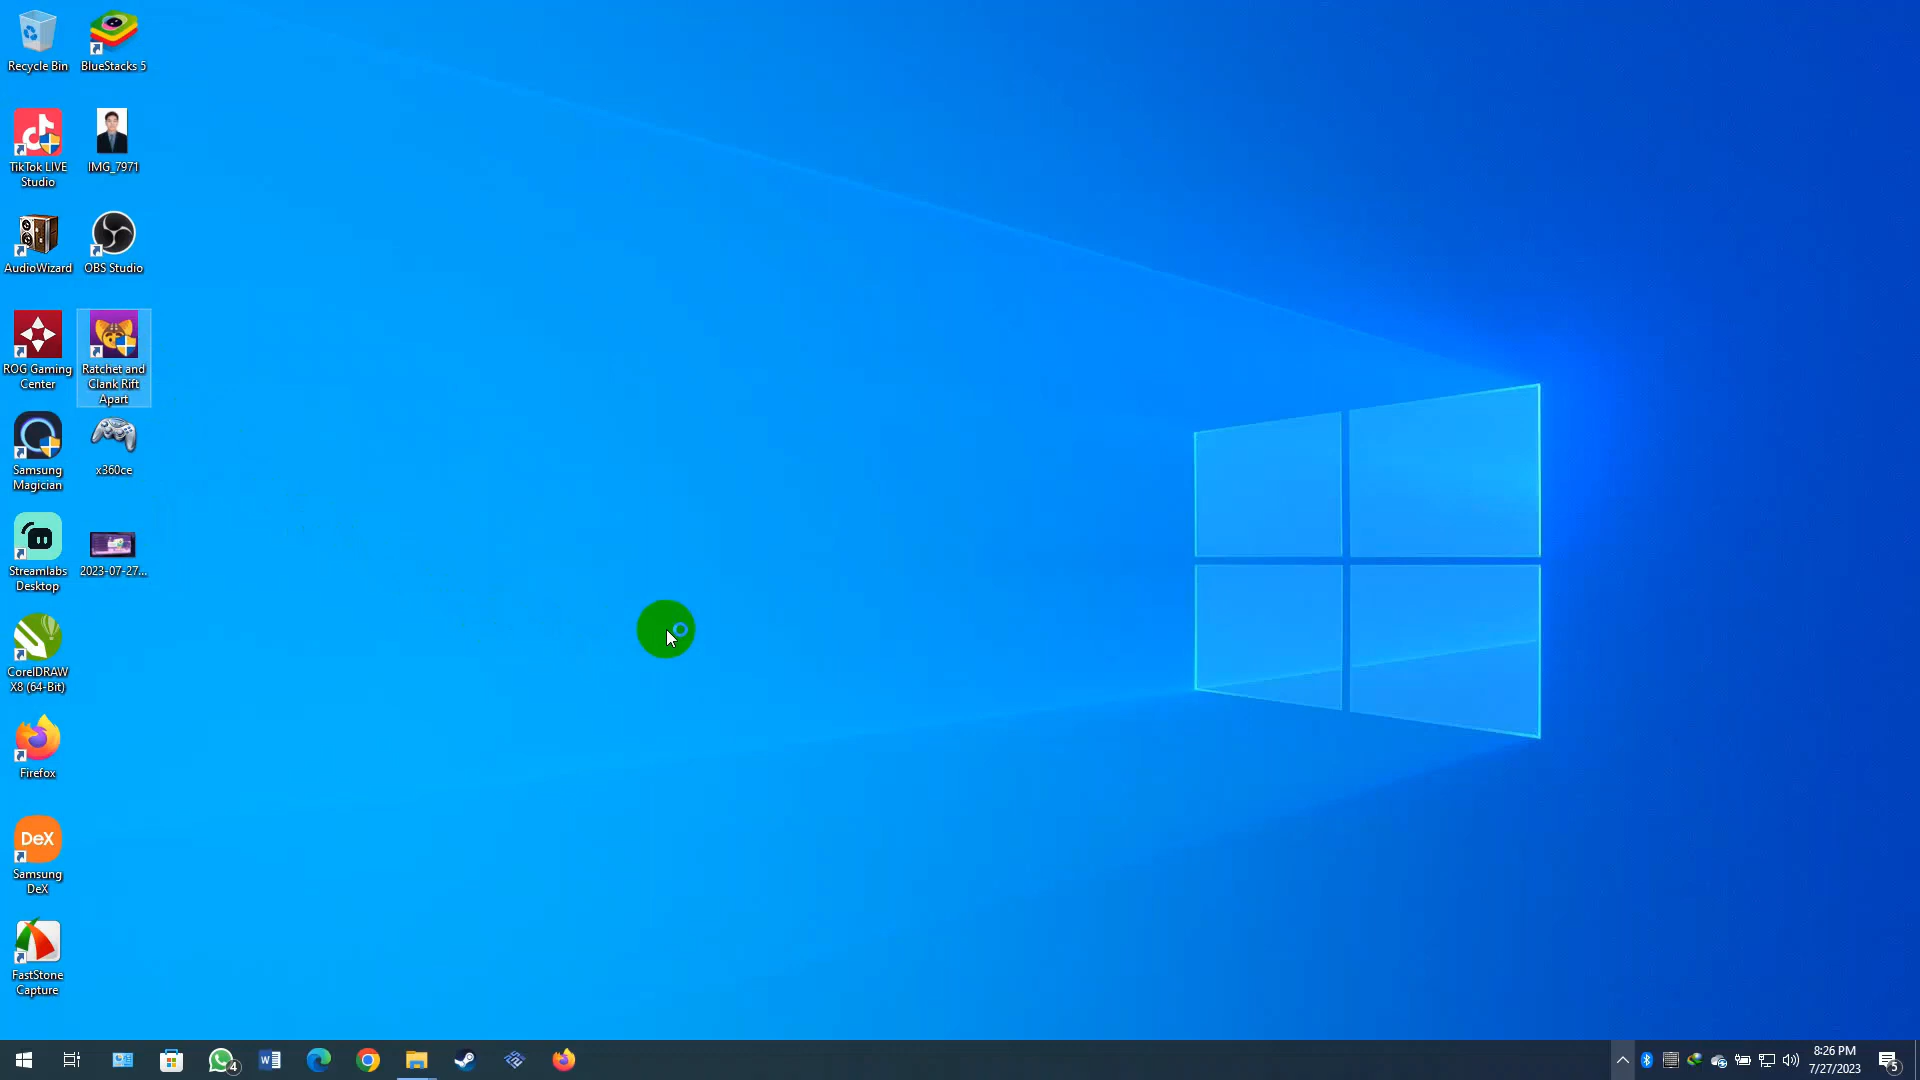 Recycle Bin
BlueStacks 5
TikTok LIVE
Studio
IMG_7971
AudioWizard
OBS Studio
ROG Gaming
Center
Ratchet and
Clank Rift
Apart
Samsung
Magician
x360ce
Streamlabs
Desktop
2023-07-27...
CorelDRAW
X8 (64-Bit)
Firefox
DeX
Samsung
DeX
FastStone
Capture
4
W
8:26 PM
7/27/2023
5